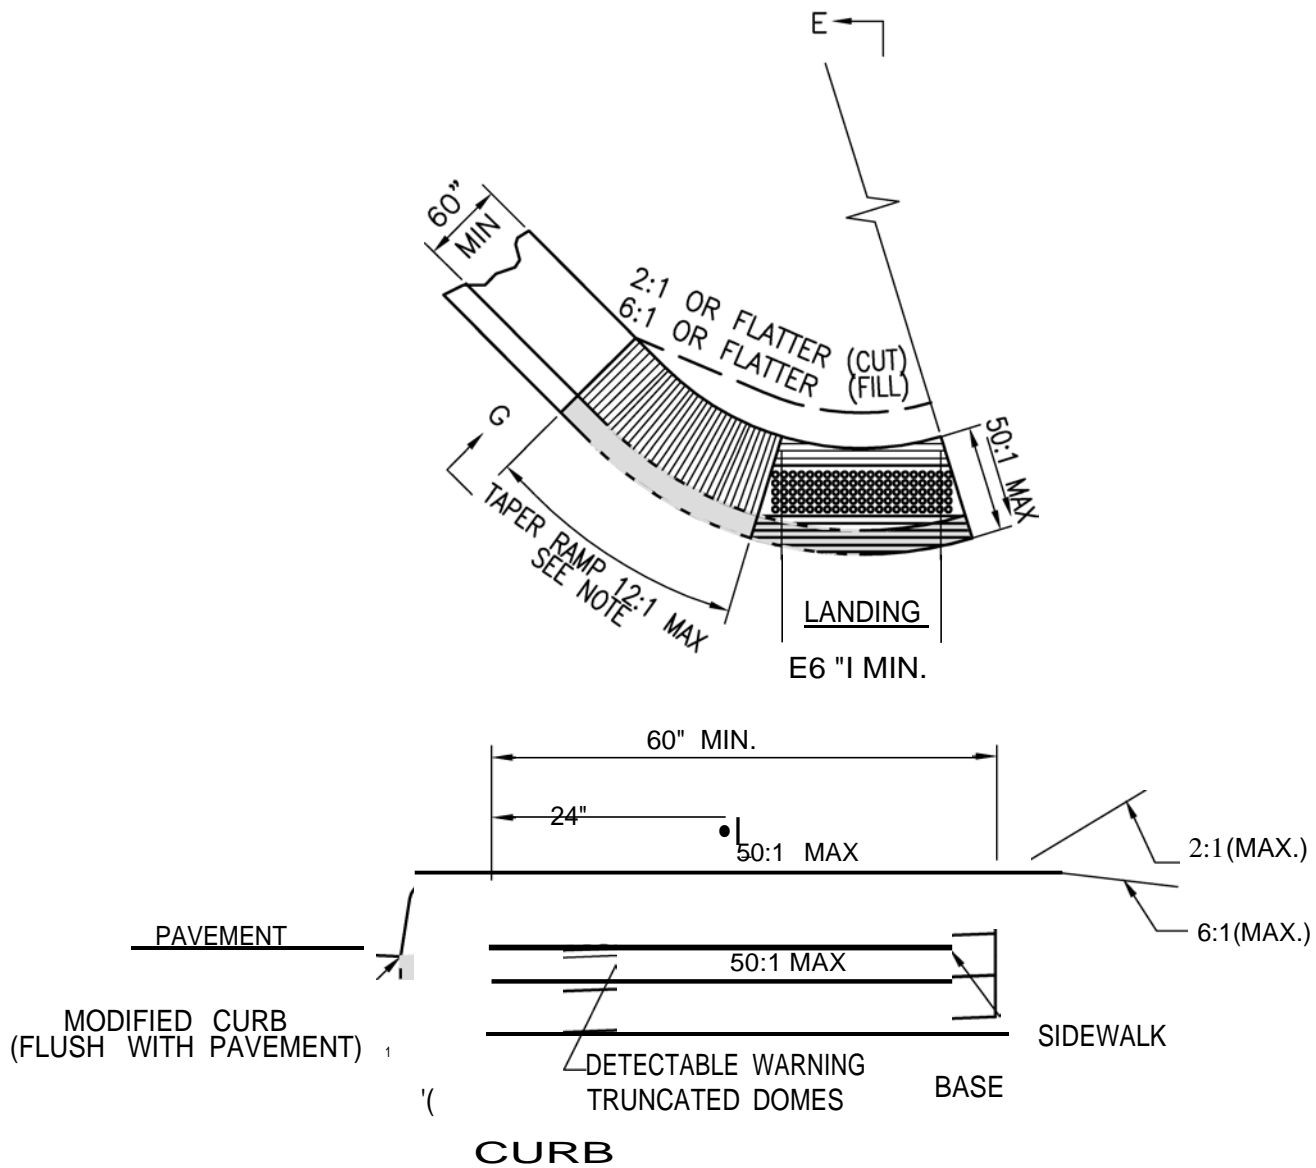 E
60” MIN
2:1 OR FLATTER (CUT)
6:1 OR FLATTER (FILL)
G
50:1 MAX
TAPER RAMP 12:1 MAX
SEE NOTE
LANDING
E6 "I MIN.
60" MIN.
24"
50:1 MAX
2:1(MAX.)
6:1(MAX.)
PAVEMENT
50:1 MAX
MODIFIED CURB
(FLUSH WITH PAVEMENT) 1
SIDEWALK
DETECTABLE WARNING
TRUNCATED DOMES
BASE
'(
CURB